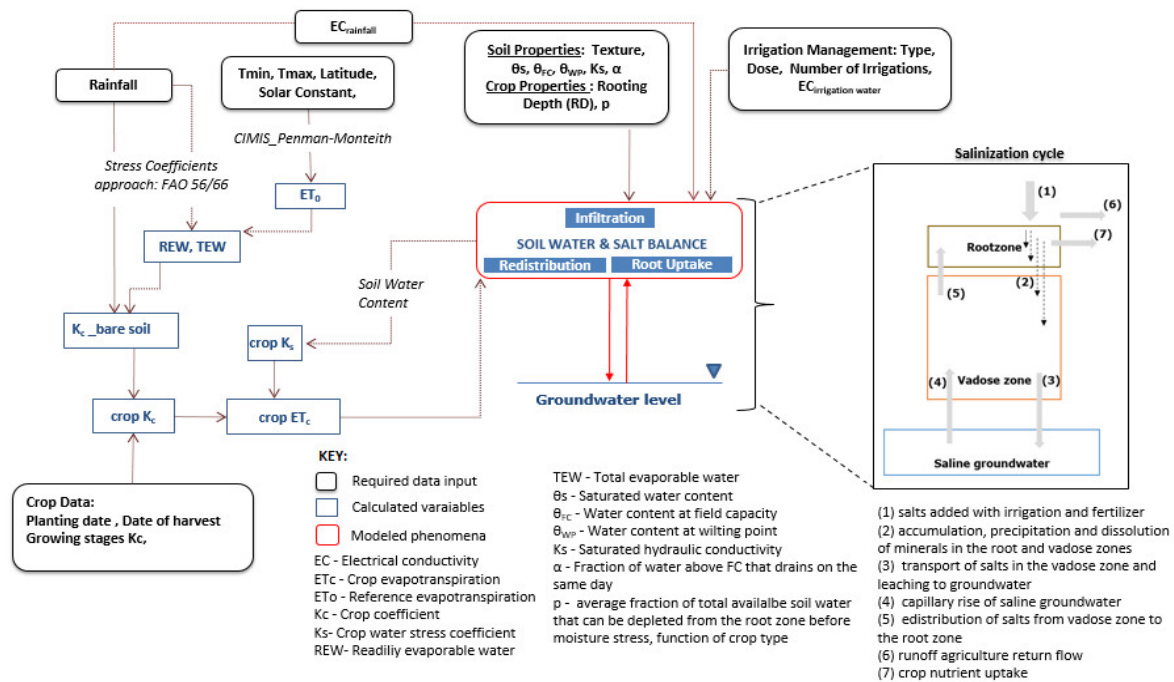 EC rainfall
Rainfall
Tmin, Tmax, Latitude,
Solar Constant,
Soil Properties: Texture,
θs, θFC, θWP, Ks, α
Crop Properties : Rooting
Depth (RD), p
Irrigation Management: Type,
Dose, Number of Irrigations,
EC irrigation water
CIMIS_Penman-Monteith
Stress Coefficients
approach: FAO 56/66
ET0
REW, TEW
Kc _bare soil
crop Kc
crop Ks
crop ETc
Soil Water
Content
Infiltration
SOIL WATER & SALT BALANCE
Redistribution
Root Uptake
Groundwater level
Crop Data:
Planting date , Date of harvest
Growing stages Kc,
Salinization cycle
(1)
(6)
Rootzone
(7)
(2)
(5)
(4)
Vadose zone
(3)
Saline groundwater
KEY:
Required data input
Calculated varaiables
Modeled phenomena
EC - Electrical conductivity
ETc – Crop evapotranspiration
ETo - Reference evapotranspiration
Kc – Crop coefficient
Ks- Crop water stress coefficient
REW- Readiliy evaporable water
TEW - Total evaporable water
θs - Saturated water content
θFC - Water content at field capacity
θWP - Water content at wilting point
Ks - Saturated hydraulic conductivity
α - Fraction of water above FC that drains on the
same day
p - average fraction of total availalbe soil water
that can be depleted from the root zone before
moisture stress, function of crop type
(1) salts added with irrigation and fertilizer
(2) accumulation, precipitation and dissolution
of minerals in the root and vadose zones
(3) transport of salts in the vadose zone and
leaching to groundwater
(4) capillary rise of saline groundwater
(5) edistribution of salts from vadose zone to
the root zone
(6) runoff agriculture return flow
(7) crop nutrient uptake